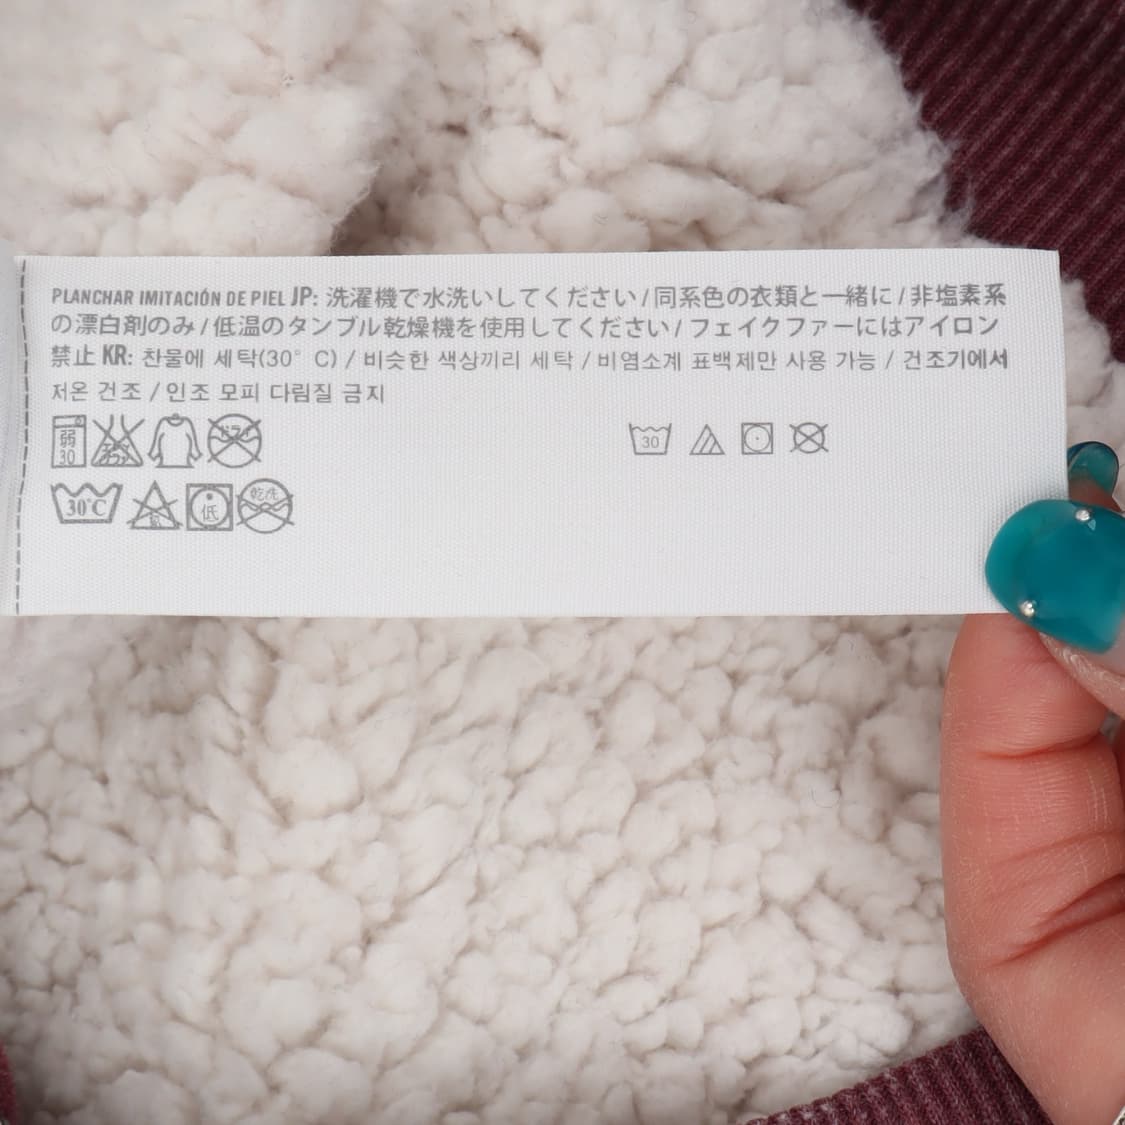 PLANCHAR IMITACIÓN DE PIEL JP: 洗濯機で水洗いしてください / 同系色の衣類と一緒に / 非塩素系
の漂白剤のみ / 低温のタンブル乾燥機を使用してください / フェイクファーにはアイロン
禁止 KR: 찬물에 세탁(30° C) / 비슷한 색상끼리 세탁 / 비염소계 표백제만 사용 가능 / 건조기에서
저온 건조 / 인조 모피 다림질 금지
弱 30 ドライ 30
30°C 低 乾洗